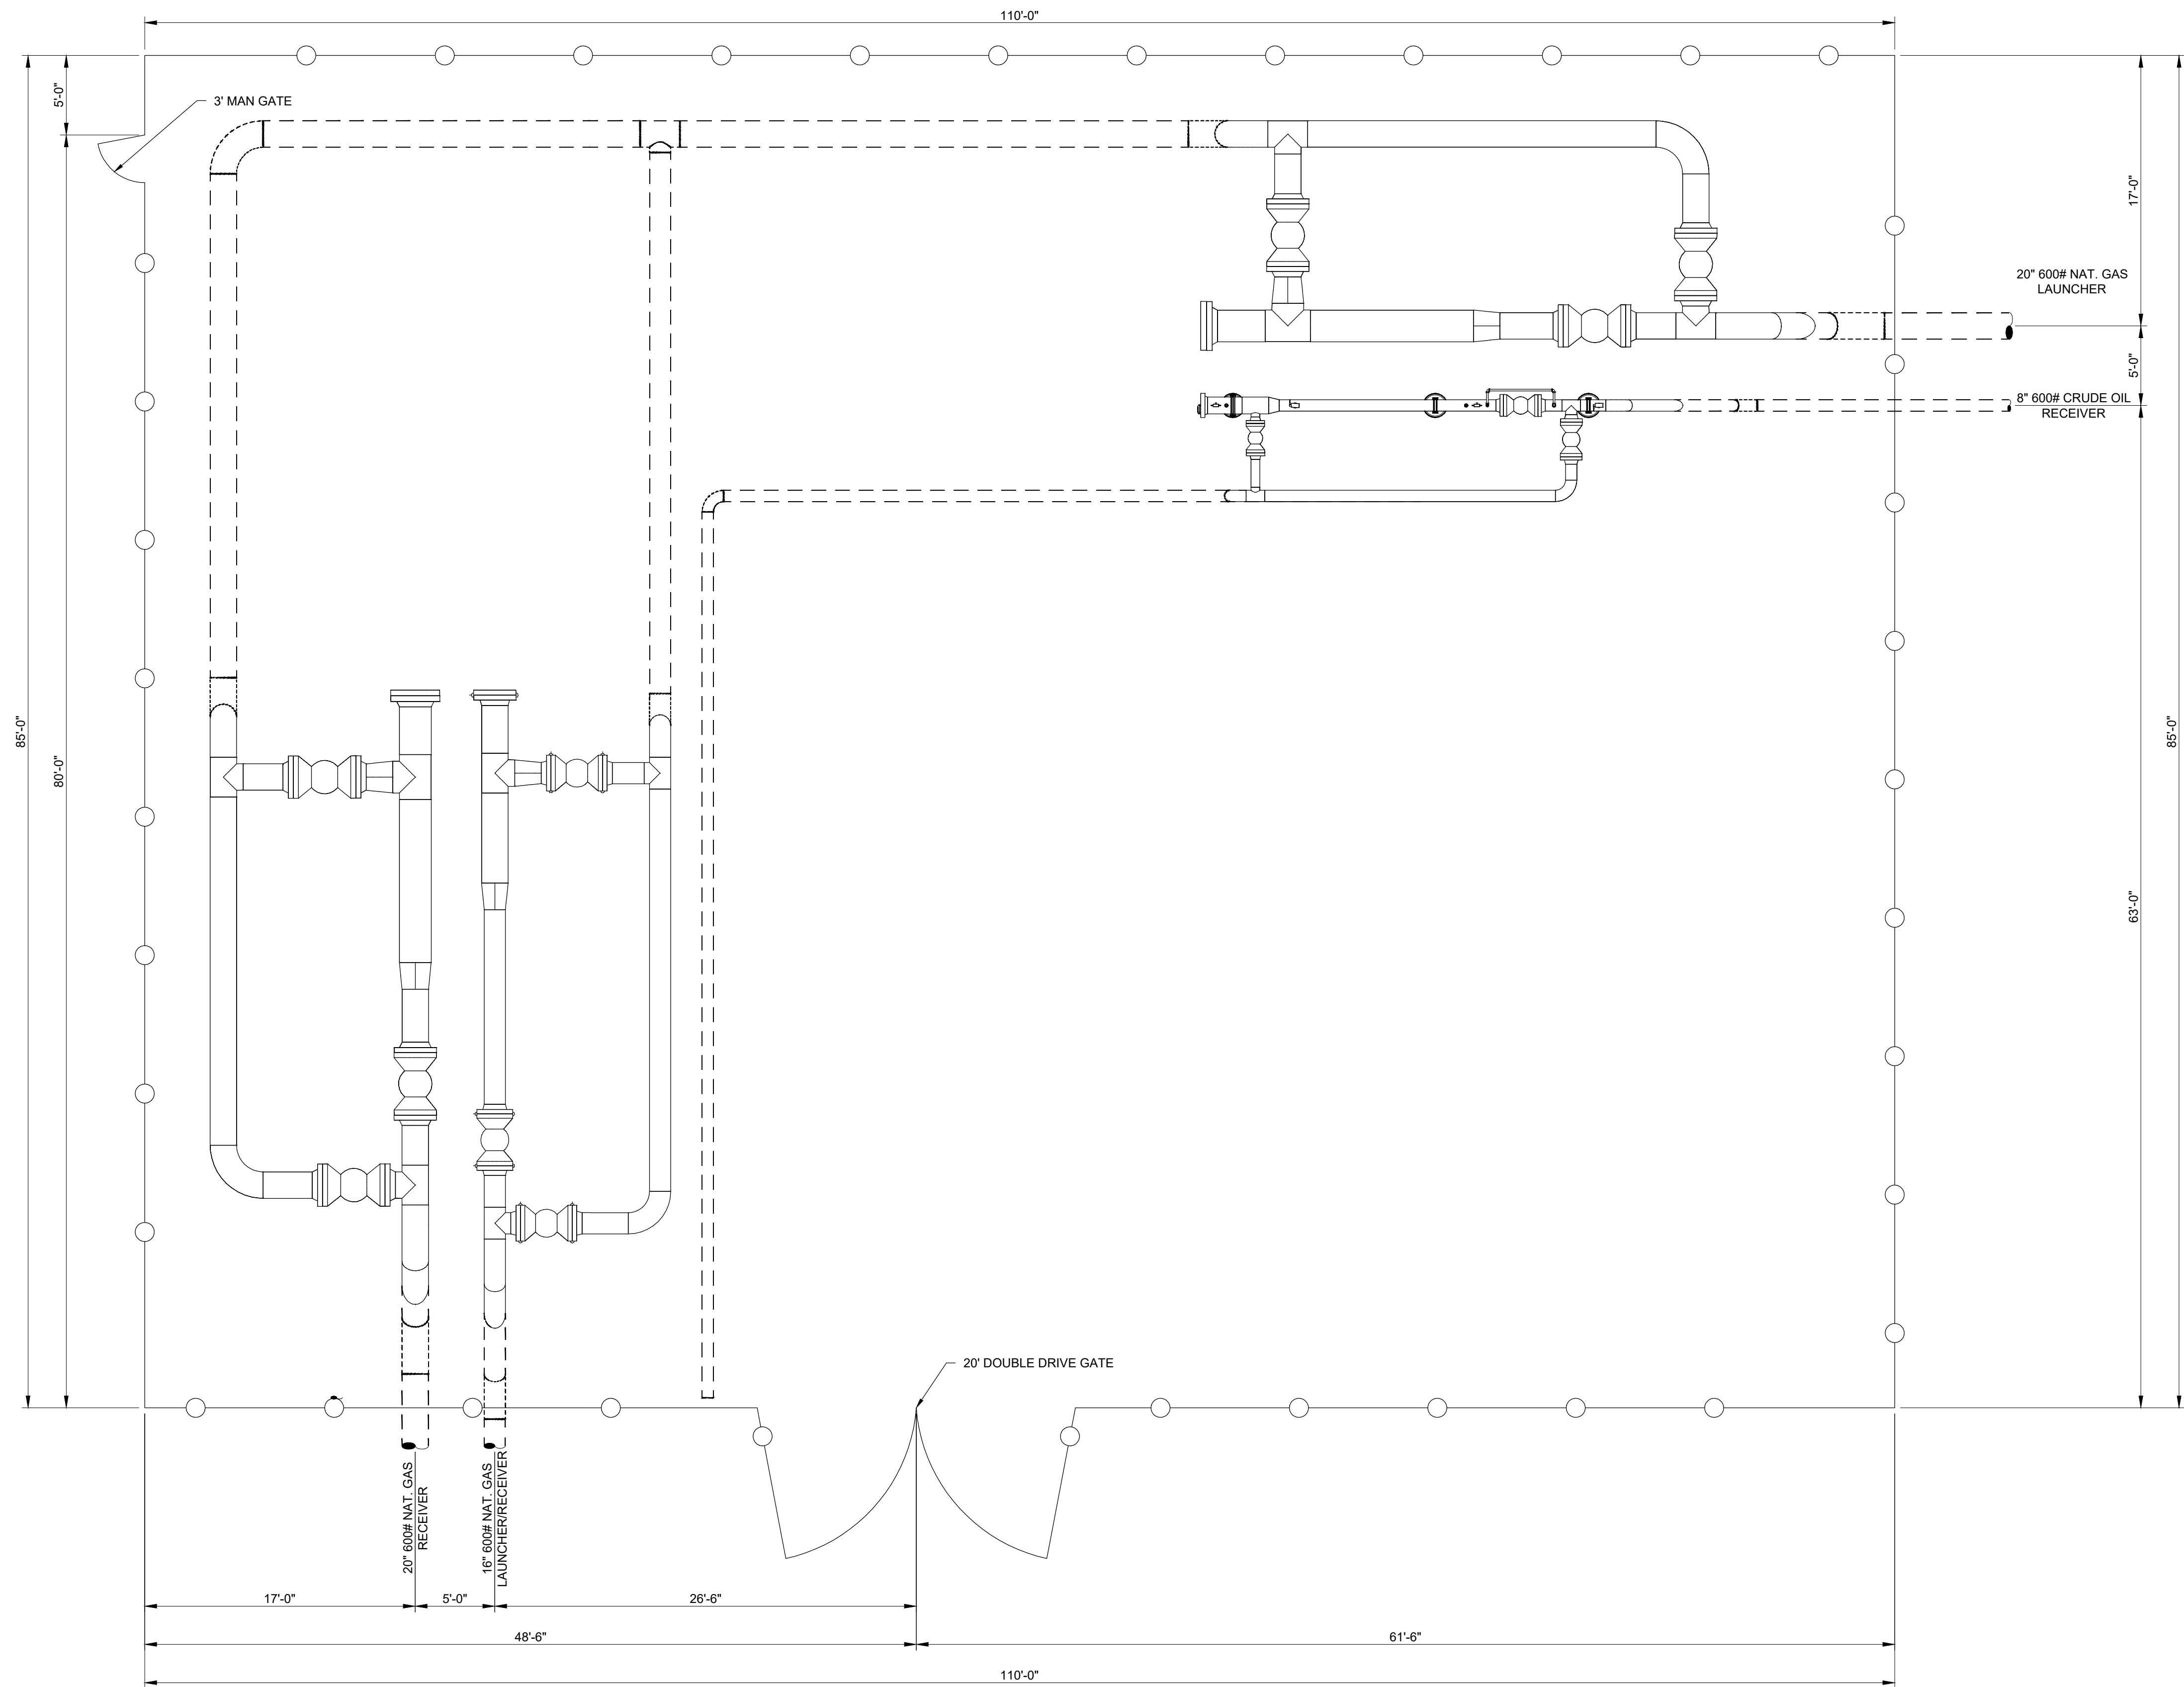 110'-0"
5'-0"
3' MAN GATE
17'-0"
20" 600# NAT. GAS
LAUNCHER
5'-0"
8" 600# CRUDE OIL
RECEIVER
85'-0"
80'-0"
85'-0"
63'-0"
20' DOUBLE DRIVE GATE
20" 600# NAT. GAS
RECEIVER
16" 600# NAT. GAS
LAUNCHER/RECEIVER
17'-0"
5'-0"
26'-6"
48'-6"
61'-6"
110'-0"